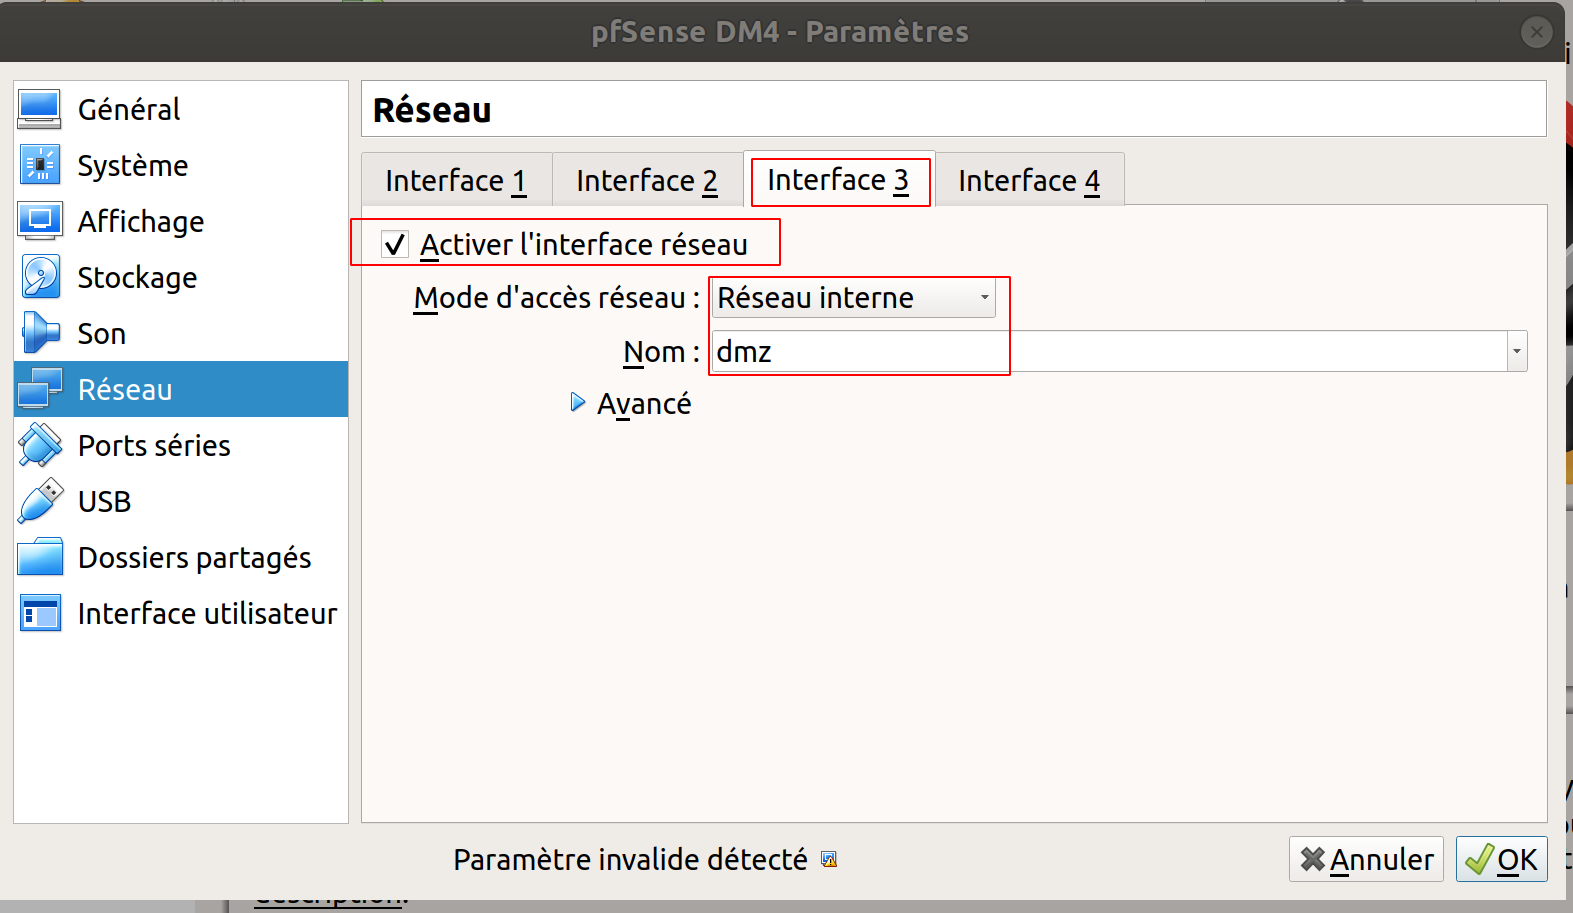 pfSense DM4 - Paramètres
Général
Système
Affichage
Stockage
Son
Réseau
Ports séries
USB
Dossiers partagés
Interface utilisateur
Réseau
Interface 1 Interface 2 Interface 3 Interface 4
Activer l'interface réseau
Mode d'accès réseau : Réseau interne
Nom : dmz
Avancé
Paramètre invalide détecté
Annuler OK